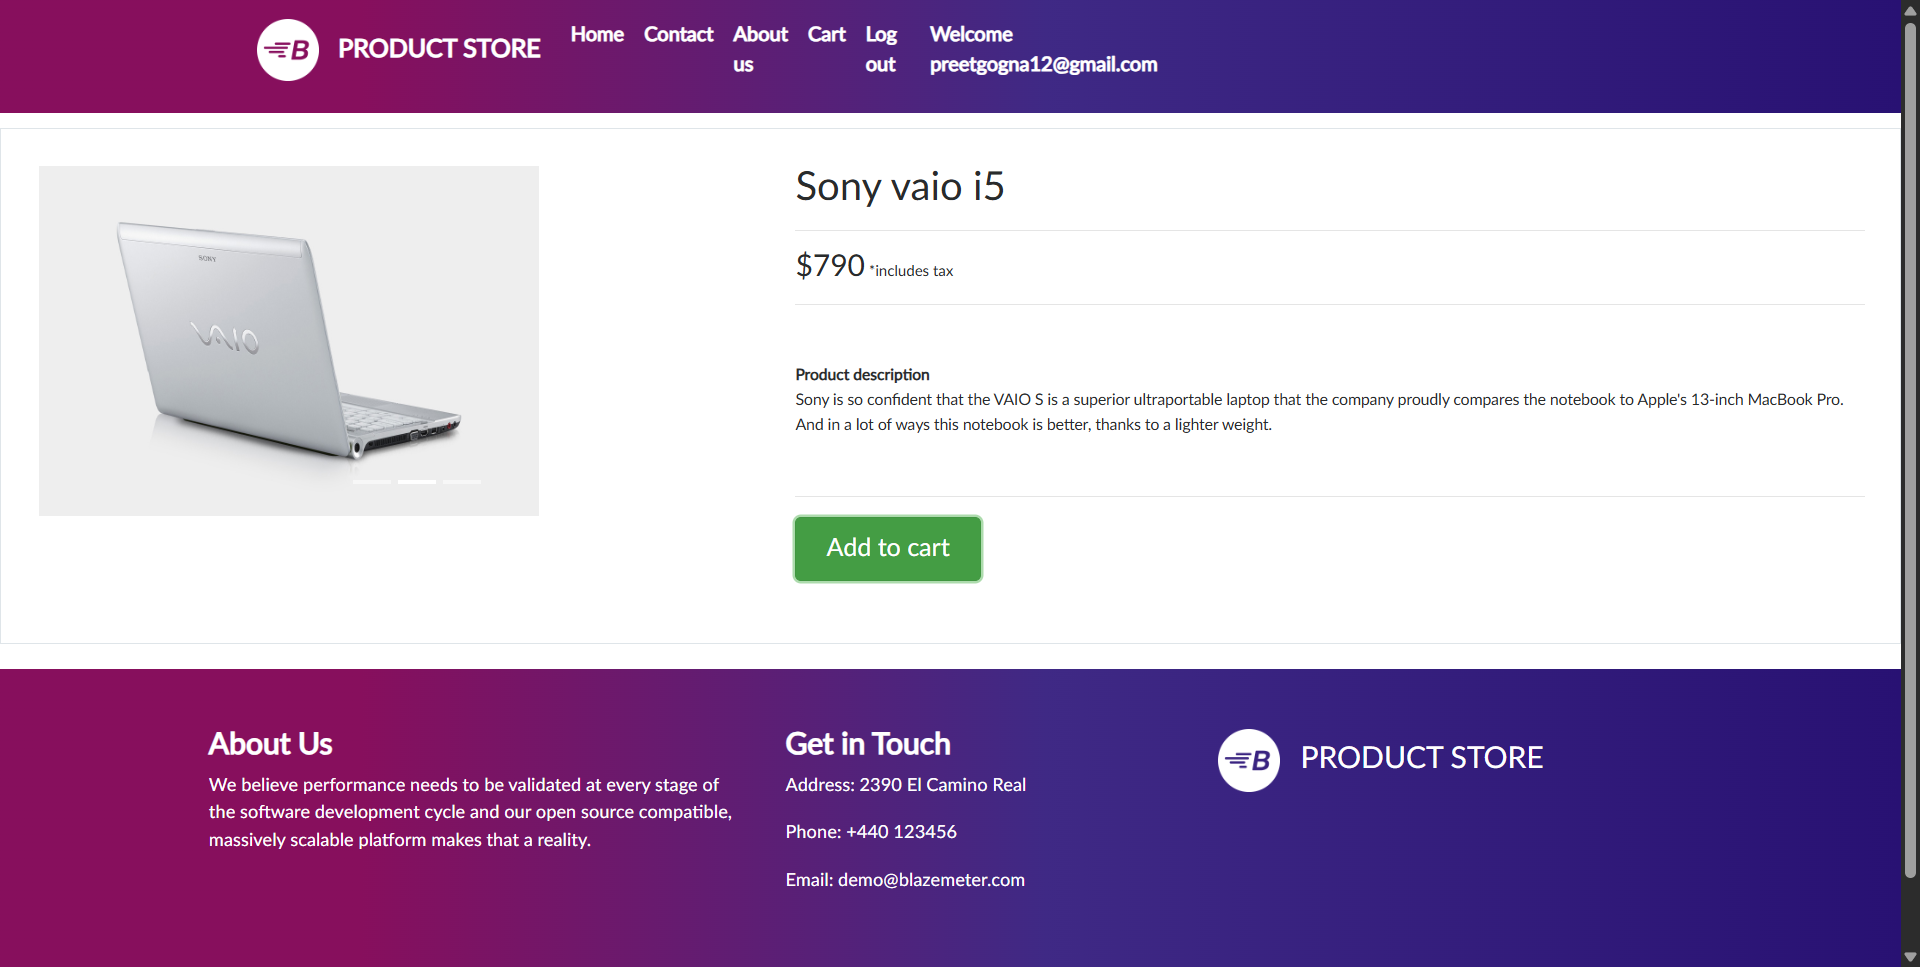 B
PRODUCT STORE
Home
Contact
About
us
Cart
Log
out
Welcome
preetgogna12@gmail.com
SONY
VAIO
Sony vaio i5
$790 *includes tax
Product description
Sony is so confident that the VAIO S is a superior ultraportable laptop that the company proudly compares the notebook to Apple's 13-inch MacBook Pro.
And in a lot of ways this notebook is better, thanks to a lighter weight.
Add to cart
About Us
We believe performance needs to be validated at every stage of
the software development cycle and our open source compatible,
massively scalable platform makes that a reality.
Get in Touch
Address: 2390 El Camino Real
Phone: +440 123456
Email: demo@blazemeter.com
B
PRODUCT STORE